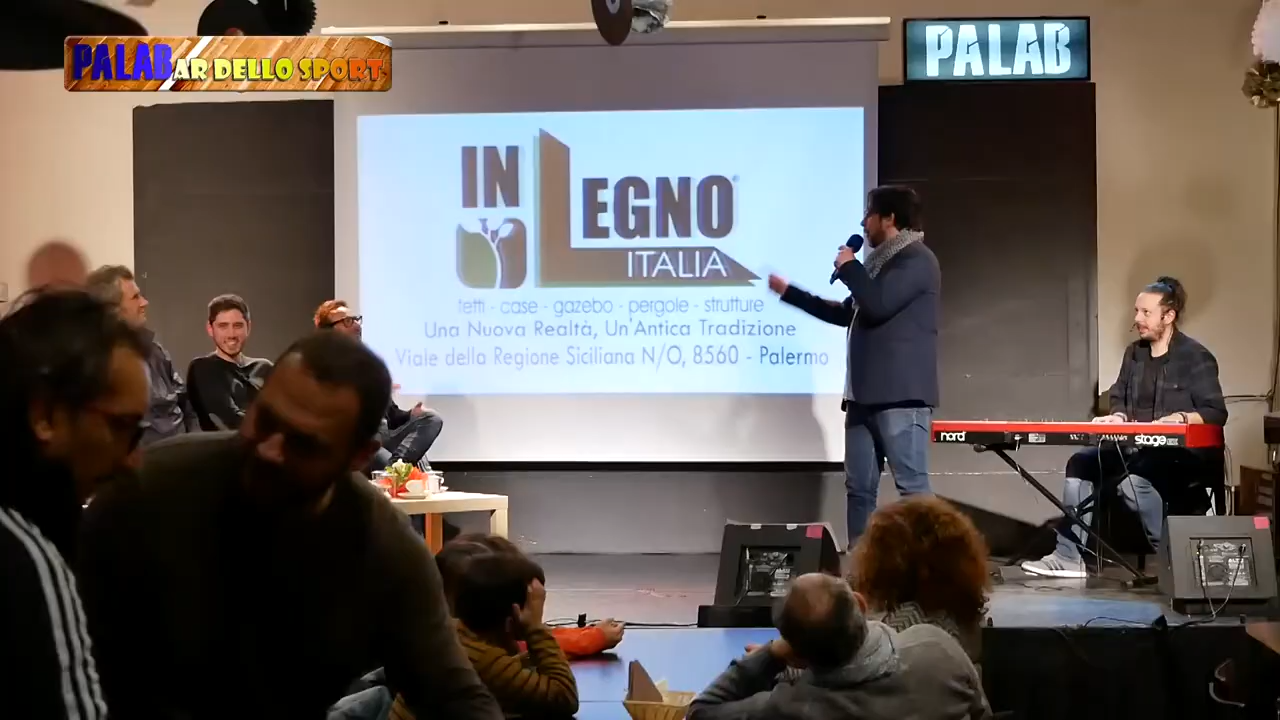 PALABAR DELLO SPORT
PALAB
IN LEGNO
ITALIA
tetti - case - gazebo - pergole - strutture
Una Nuova Realtà, Un'Antica Tradizione
Viale della Regione Siciliana N/O, 8560 - Palermo
nord
stage